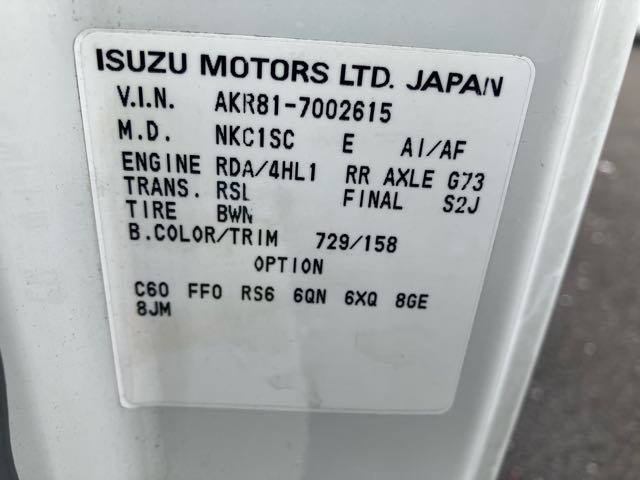 ISUZU MOTORS LTD. JAPAN
V.I.N. AKR81-7002615
M.D. NKC1SC E AI/AF
ENGINE RDA/4HL1 RR AXLE G73
TRANS. RSL FINAL S2J
TIRE BWN
B.COLOR/TRIM 729/158
OPTION
C60 FF0 RS6 6QN 6XQ 8GE
8JM